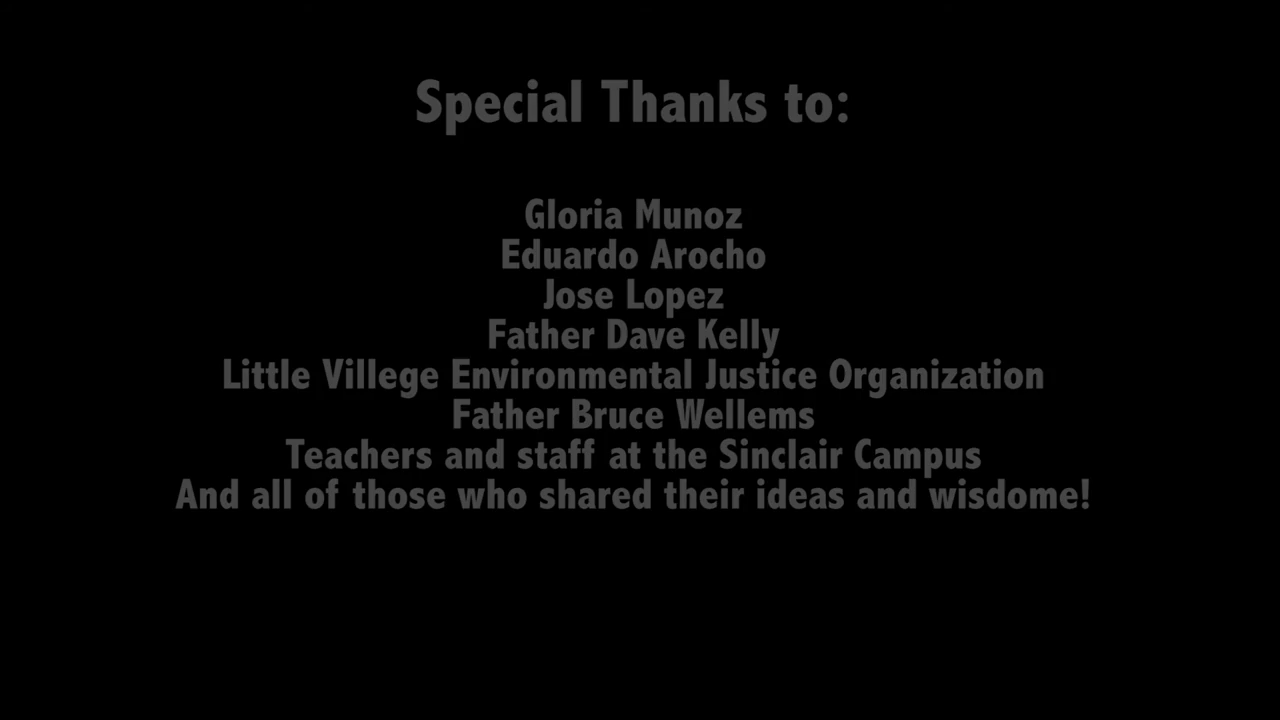 Special Thanks to:
Gloria Munoz
Eduardo Arocho
Jose Lopez
Father Dave Kelly
Little Villege Environmental Justice Organization
Father Bruce Wellems
Teachers and staff at the Sinclair Campus
And all of those who shared their ideas and wisdome!